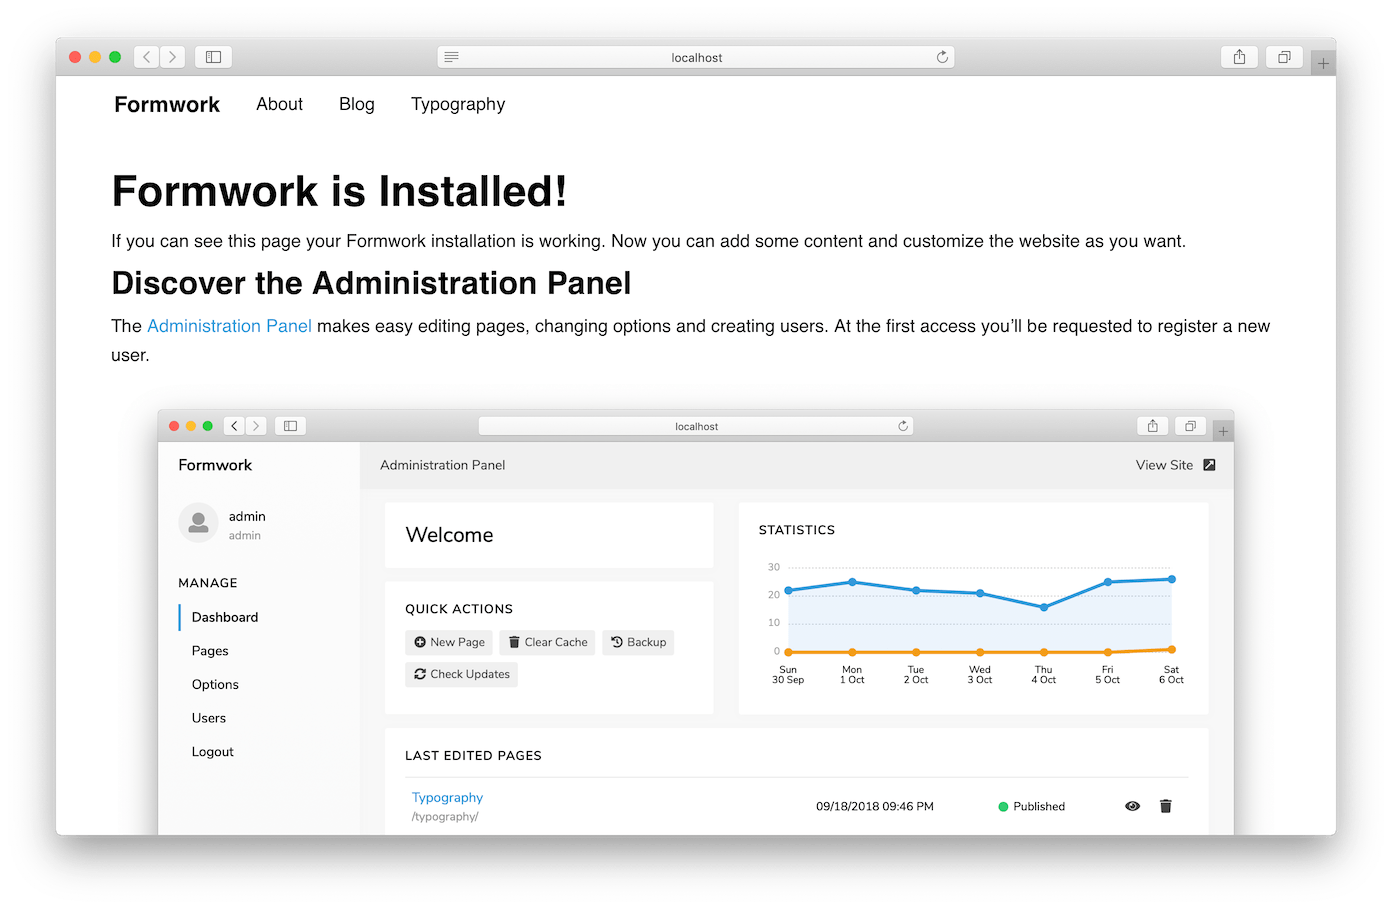 localhost
Formwork About Blog Typography
Formwork is Installed!
If you can see this page your Formwork installation is working. Now you can add some content and customize the website as you want.
Discover the Administration Panel
The Administration Panel makes easy editing pages, changing options and creating users. At the first access you’ll be requested to register a new
user.
localhost
Formwork
Administration Panel
View Site
admin
admin
MANAGE
Dashboard
Pages
Options
Users
Logout
Welcome
QUICK ACTIONS
New Page Clear Cache Backup
Check Updates
STATISTICS
30
20
10
0
Sun Mon Tue Wed Thu Fri Sat
30 Sep 1 Oct 2 Oct 3 Oct 4 Oct 5 Oct 6 Oct
LAST EDITED PAGES
Typography
/typography/
09/18/2018 09:46 PM
Published